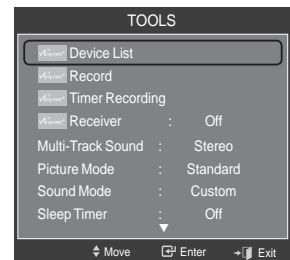 TOOLS
Device List
Record
Timer Recording
Receiver : Off
Multi-Track Sound : Stereo
Picture Mode : Standard
Sound Mode : Custom
Sleep Timer : Off
Move Enter Exit